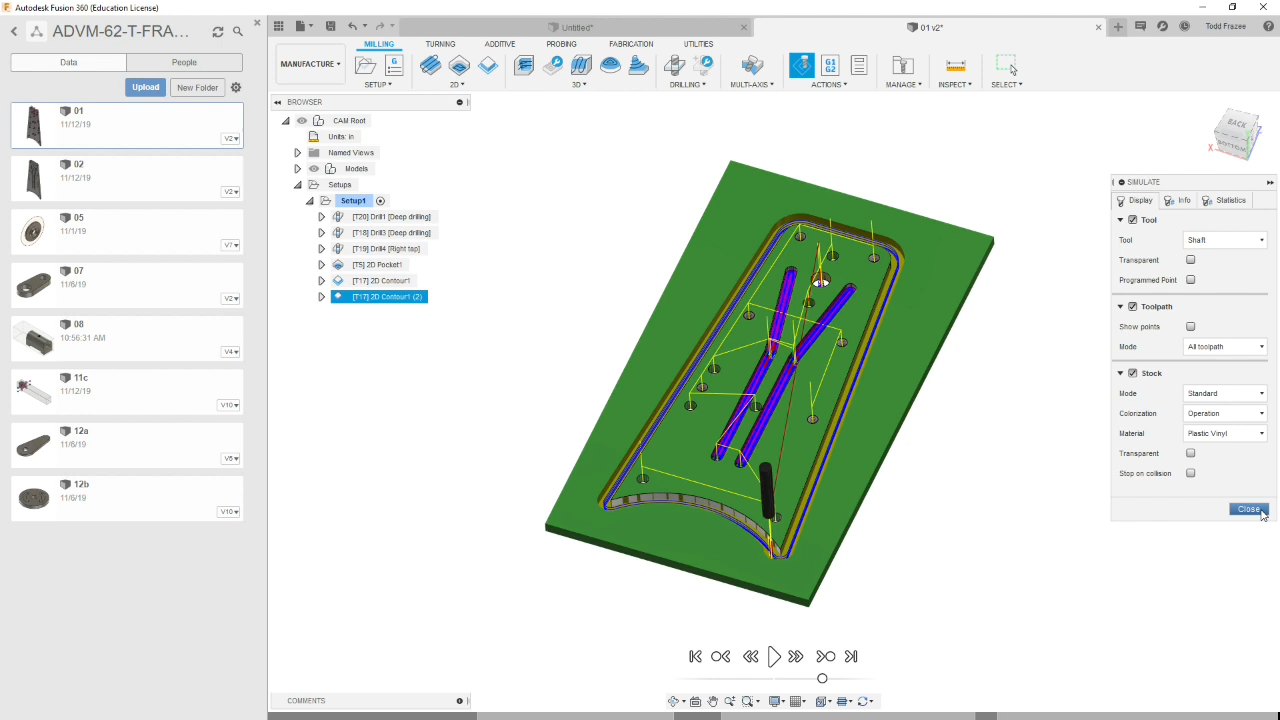 Autodesk Fusion 360 (Education License)
ADVM-62-T-FRA...
Untitled*
01 v2*
Todd Frazee
Data
People
MILLING
TURNING
ADDITIVE
PROBING
FABRICATION
UTILITIES
MANUFACTURE
SETUP
2D
3D
DRILLING
MULTI-AXIS
ACTIONS
MANAGE
INSPECT
SELECT
G1
G2
Upload
New Folder
01
11/12/19
V2
02
11/12/19
V2
05
11/1/19
V7
07
11/6/19
V2
08
10:56:31 AM
V4
11c
11/12/19
V10
12a
11/6/19
V5
12b
11/6/19
V10
BROWSER
CAM Root
Units: in
Named Views
Models
Setups
Setup1
[T20] Drill1 [Deep drilling]
[T18] Drill3 [Deep drilling]
[T19] Drill4 [Right tap]
[T5] 2D Pocket1
[T17] 2D Contour1
[T17] 2D Contour1 (2)
BACK
BOTTOM
X
Z
SIMULATE
Display
Info
Statistics
Tool
Tool
Shaft
Transparent
Programmed Point
Toolpath
Show points
Mode
All toolpath
Stock
Mode
Standard
Colorization
Operation
Material
Plastic Vinyl
Transparent
Stop on collision
Close
COMMENTS